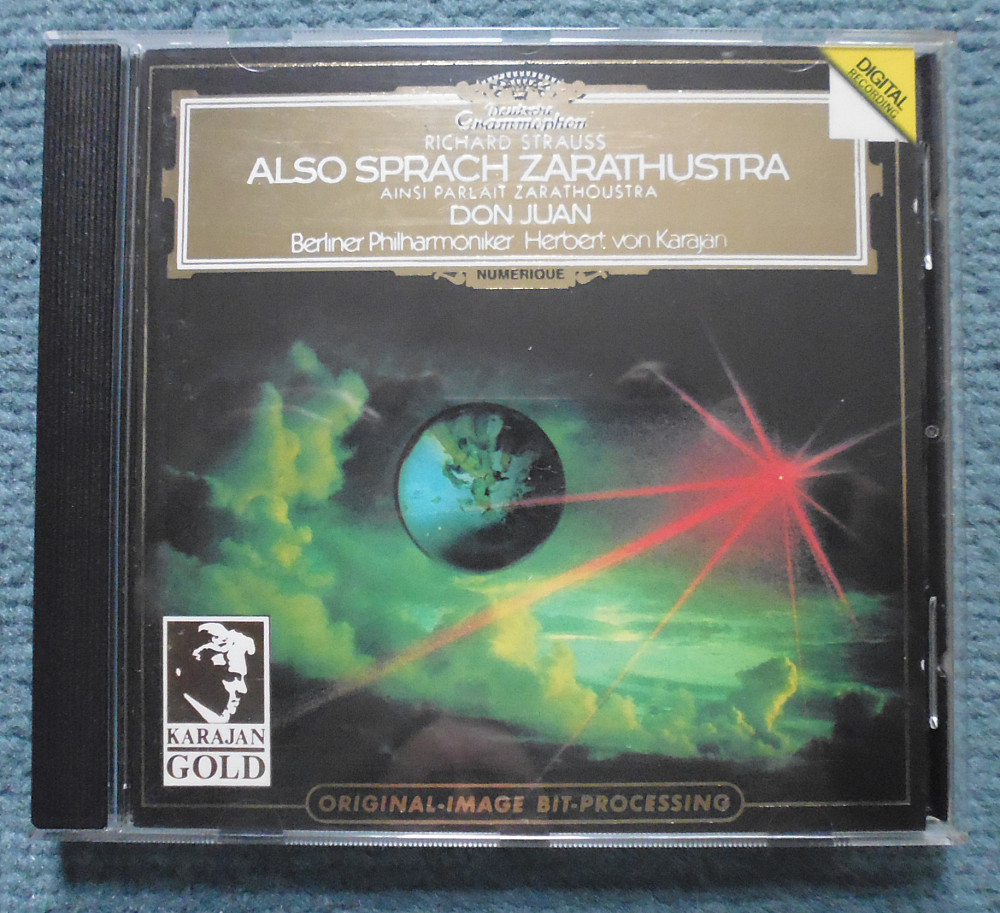 DIGITAL
RECORDING
Deutsche
Grammophon
RICHARD STRAUSS
ALSO SPRACH ZARATHUSTRA
AINSI PARLAIT ZARATHOUSTRA
DON JUAN
Berliner Philharmoniker Herbert von Karajan
NUMERIQUE
KARAJAN
GOLD
ORIGINAL-IMAGE BIT-PROCESSING